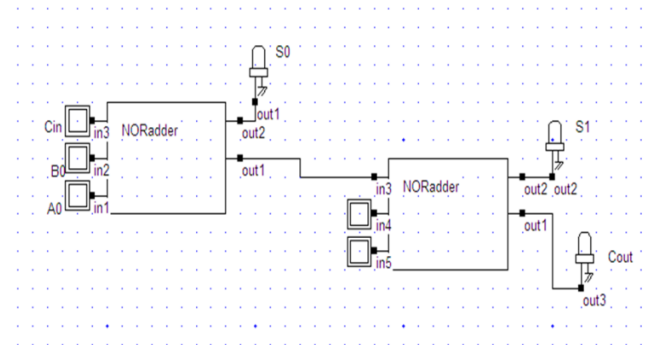 S0
out1
Cin
in3
NORadder
out2
B0
in2
out1
A0
in1
S1
in3
NORadder
out2
out2
in4
out1
in5
Cout
out3